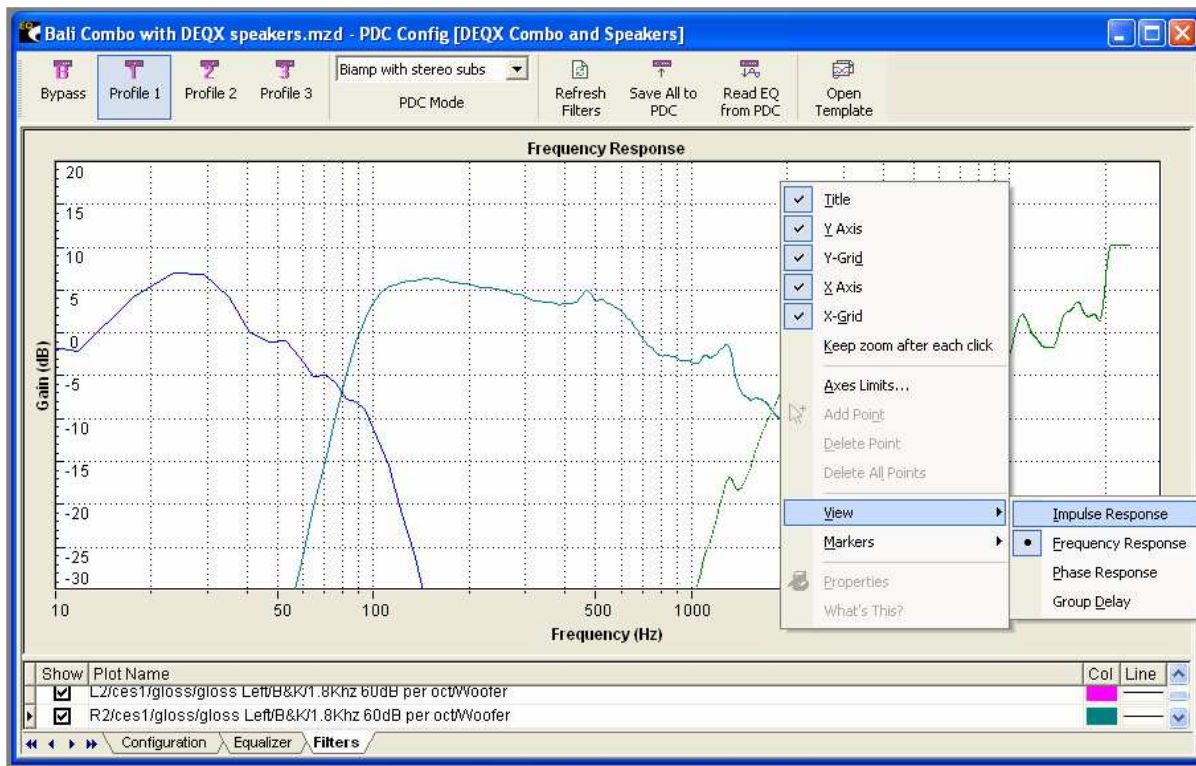 Bali Combo with DEQX speakers.mzd - PDC Config [DEQX Combo and Speakers]
B 1 2 3
Bypass Profile 1 Profile 2 Profile 3
Biamp with stereo subs
PDC Mode
Refresh Filters
Save All to PDC
Read EQ from PDC
Open Template
Frequency Response
Gain (dB)
20
15
10
5
0
-5
-10
-15
-20
-25
-30
10 50 100 500 1000
Frequency (Hz)
Title
Y Axis
Y-Grid
X Axis
X-Grid
Keep zoom after each click
Axes Limits...
Add Point
Delete Point
Delete All Points
View
Markers
Properties
What's This?
Impulse Response
Frequency Response
Phase Response
Group Delay
Show Plot Name Col Line
L2/ces1/gloss/gloss Left/B&K/1.8Khz 60dB per oct/Woofer
R2/ces1/gloss/gloss Left/B&K/1.8Khz 60dB per oct/Woofer
Configuration Equalizer Filters